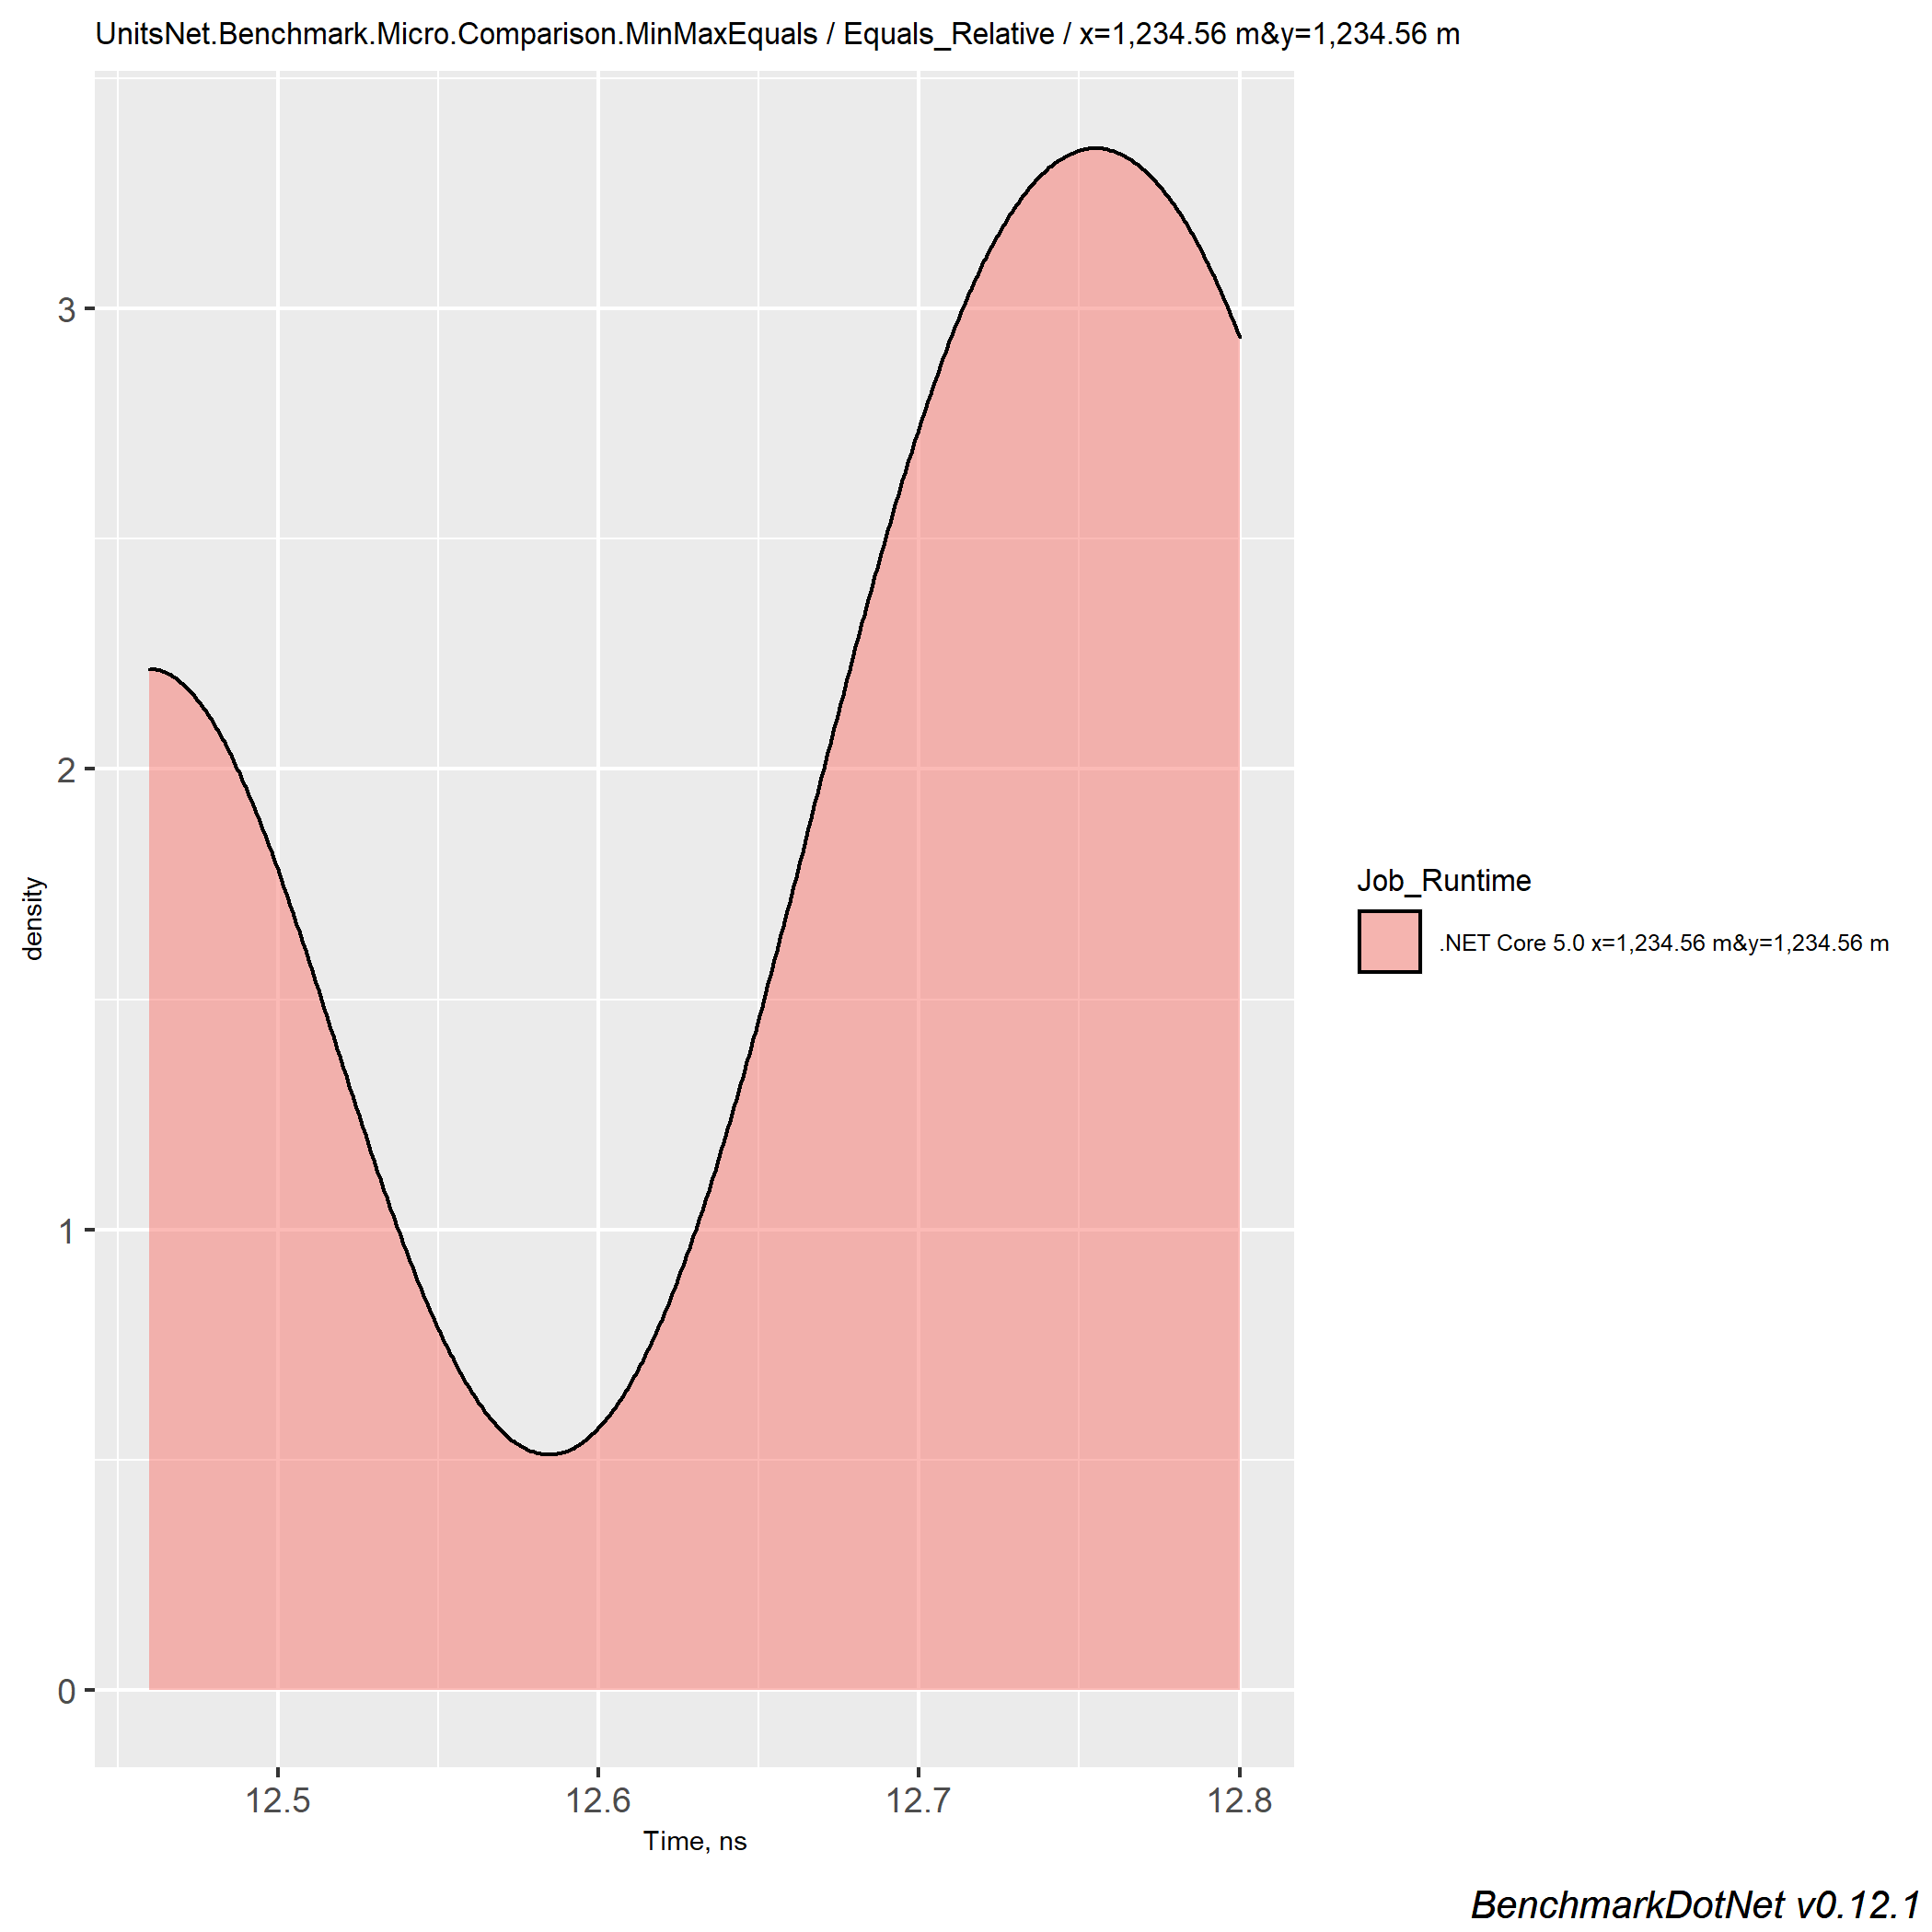 UnitsNet.Benchmark.Micro.Comparison.MinMaxEquals / Equals_Relative / x=1,234.56 m&y=1,234.56 m
3
2
1
0
density
12.5 12.6 12.7 12.8
Time, ns
Job_Runtime
.NET Core 5.0 x=1,234.56 m&y=1,234.56 m
BenchmarkDotNet v0.12.1